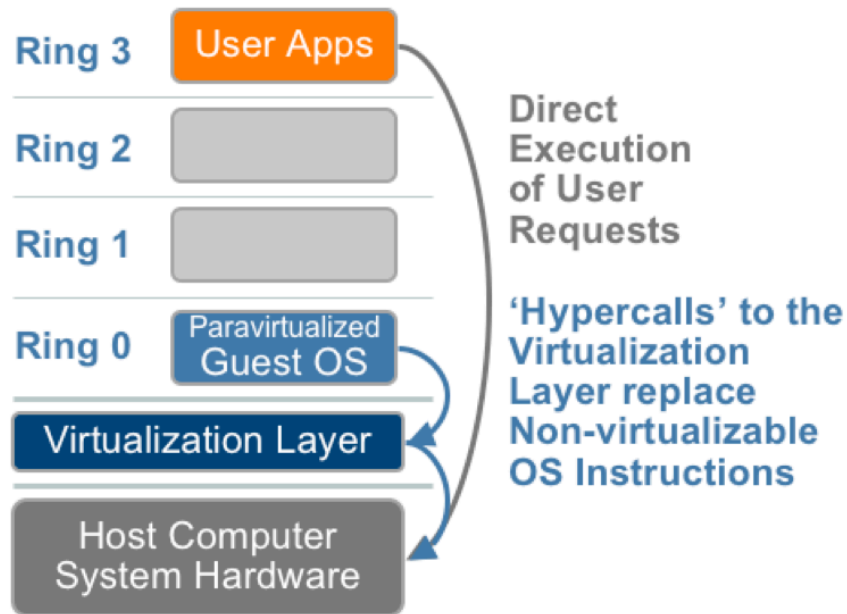 Ring 3
User Apps
Ring 2
Ring 1
Ring 0
Paravirtualized
Guest OS
Virtualization Layer
Host Computer
System Hardware
Direct
Execution
of User
Requests
‘Hypercalls’ to the
Virtualization
Layer replace
Non-virtualizable
OS Instructions